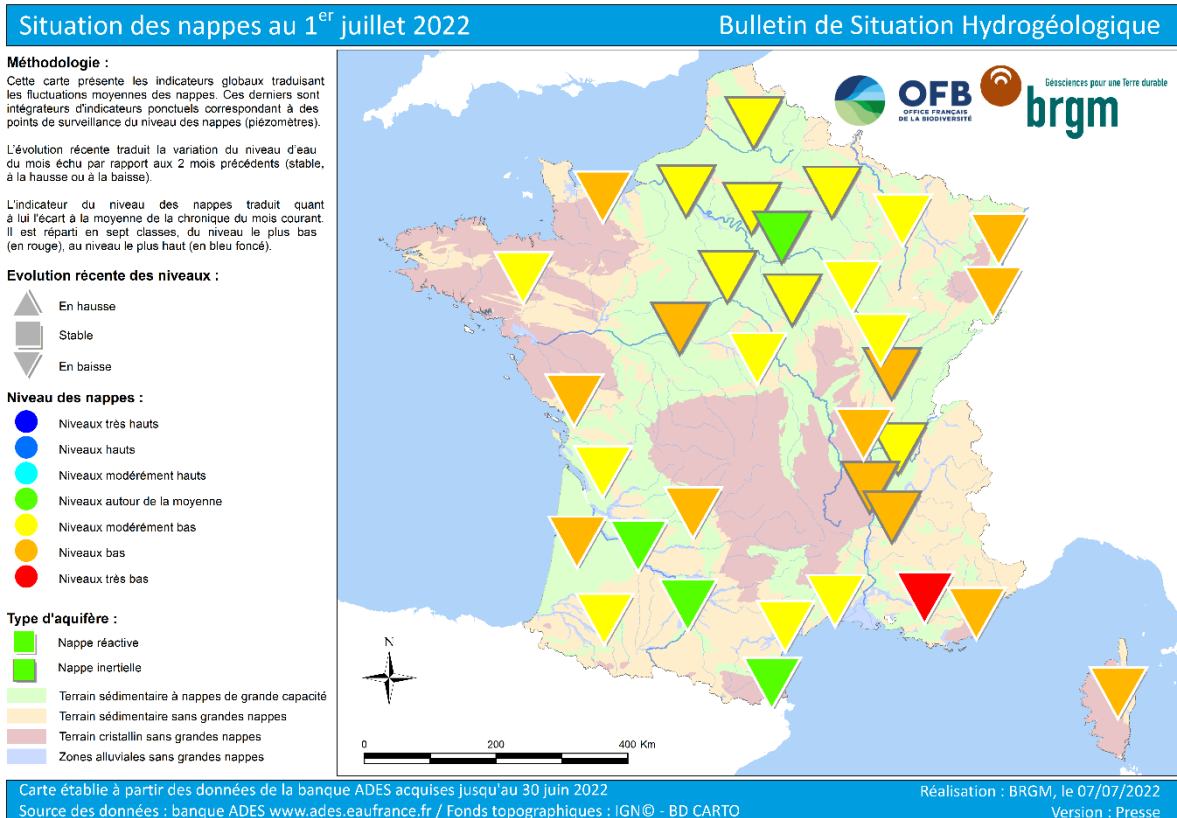 Situation des nappes au 1er juillet 2022
Bulletin de Situation Hydrogéologique
Méthodologie :
Cette carte présente les indicateurs globaux traduisant
les fluctuations moyennes des nappes. Ces derniers sont
intégrateurs d'indicateurs ponctuels correspondant à des
points de surveillance du niveau des nappes (piézomètres).
L'évolution récente traduit la variation du niveau d'eau
du mois échu par rapport aux 2 mois précédents (stable,
à la hausse ou à la baisse).
L'indicateur du niveau des nappes traduit quant
à lui l'écart à la moyenne de la chronique du mois courant.
Il est réparti en sept classes, du niveau le plus bas
(en rouge), au niveau le plus haut (en bleu foncé).
Evolution récente des niveaux :
En hausse
Stable
En baisse
Niveau des nappes :
Niveaux très hauts
Niveaux hauts
Niveaux modérément hauts
Niveaux autour de la moyenne
Niveaux modérément bas
Niveaux bas
Niveaux très bas
Type d'aquifère :
Nappe réactive
Nappe inertielle
Terrain sédimentaire à nappes de grande capacité
Terrain sédimentaire sans grandes nappes
Terrain cristallin sans grandes nappes
Zones alluviales sans grandes nappes
OFB
OFFICE FRANÇAIS
DE LA BIODIVERSITÉ
Géosciences pour une Terre durable
brgm
N
0 200 400 Km
Carte établie à partir des données de la banque ADES acquises jusqu'au 30 juin 2022
Source des données : banque ADES www.ades.eaufrance.fr / Fonds topographiques : IGN© - BD CARTO
Réalisation : BRGM, le 07/07/2022
Version : Presse